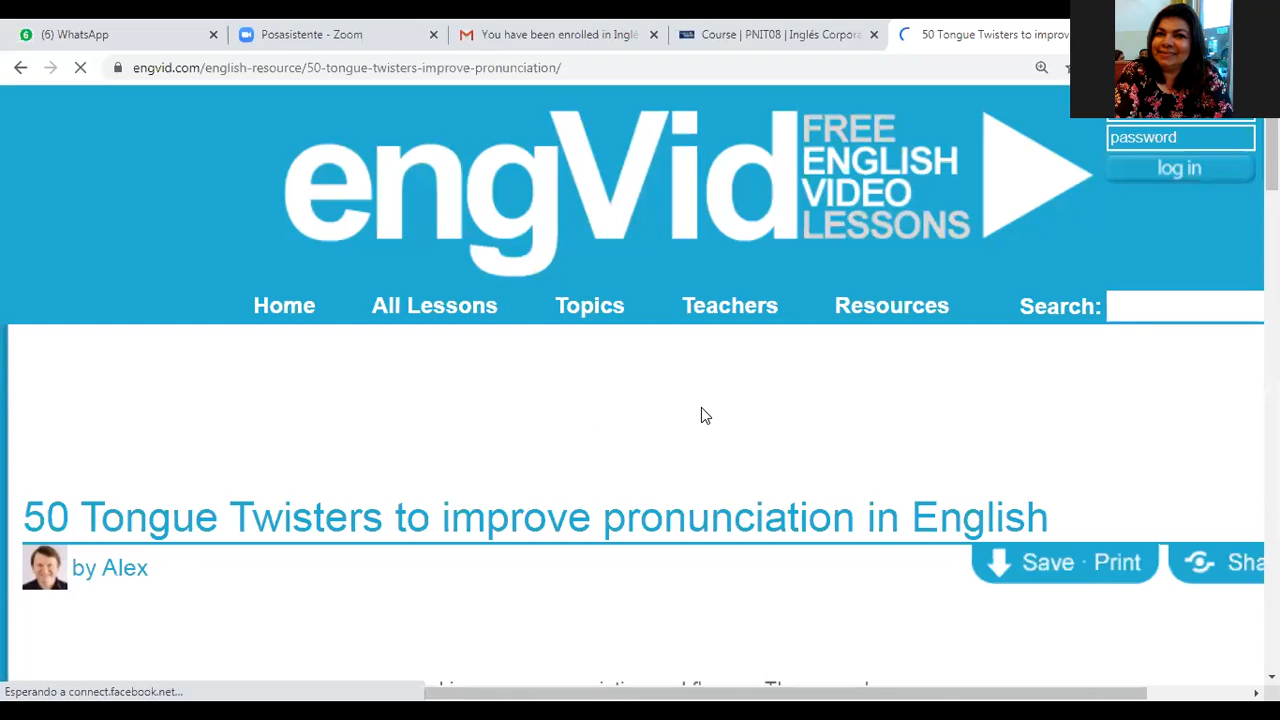 (6) WhatsApp
Posasistente - Zoom
You have been enrolled in Inglé
Course | PNIT08 | Inglés Corpora
50 Tongue Twisters to improve
engvid.com/english-resource/50-tongue-twisters-improve-pronunciation/
engVid
FREE
ENGLISH
VIDEO
LESSONS
password
log in
Home
All Lessons
Topics
Teachers
Resources
Search:
50 Tongue Twisters to improve pronunciation in English
by Alex
Save · Print
Sha
Esperando a connect.facebook.net...